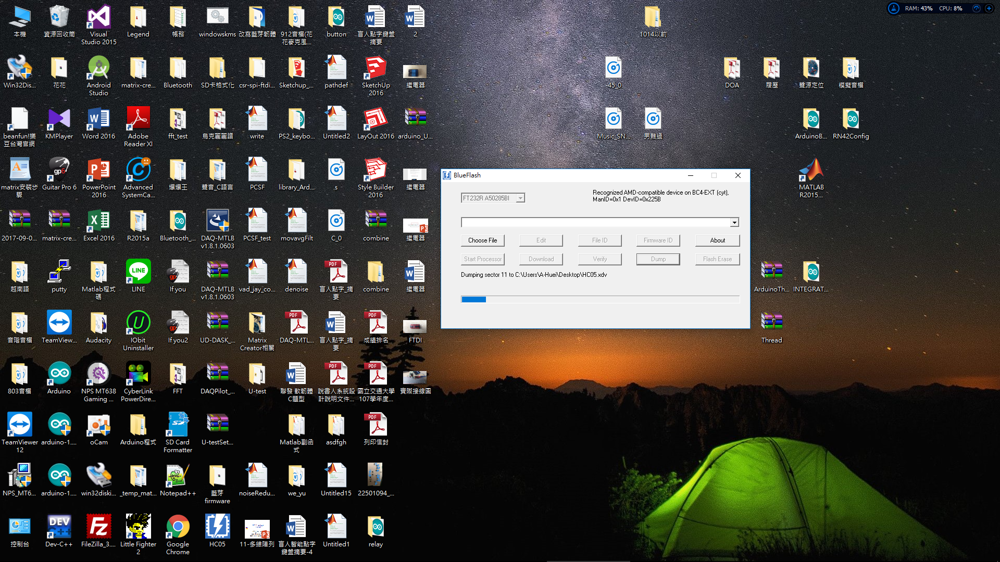 RAM: 43% CPU: 8%
本機
資源回收筒
Visual
Studio 2015
Legend
帳務
windowskms
改寫藍芽韌體
912音檔(花
花麥克風...
button
盲人點字鍵盤
摘要
2
1014以前
Win32Dis...
花花
Android
Studio
matrix-cre...
Bluetooth
SD卡格式化
csr-spi-ftdi...
Sketchup_...
pathdef
SketchUp
2016
繼電器
-45_0
DOA
履歷
聲源定位
模擬音檔
beanfun!樂
豆台灣官網
KMPlayer
Word 2016
Adobe
Reader XI
fft_test
烏克麗麗譜
write
PS2_keybo...
Untitled2
LayOut 2016
arduino_U...
Music_SN...
男難過
ArduinoB...
RN42Config
matrix安裝步
驟
Guitar Pro 6
PowerPoint
2016
Advanced
SystemCa...
爆爆王
聲音_C語言
PCSF
library_Ard...
.s
Style Builder
2016
繼電器
MATLAB
R2015...
BlueFlash
FT232R A50285BI
Recognized AMD-compatible device on BC4-EXT (cyt),
ManID=0x1 DevID=0x225B
Choose File
Edit
File ID
Firmware ID
About
Start Processor
Download
Verify
Dump
Flash Erase
Dumping sector 11 to C:\Users\A-Huei\Desktop\HC05.xdv
2017-09-0...
matrix-cre...
Excel 2016
R2015a
Bluetooth_...
DAQ-MTLB
v1.8.1.0603
PCSF_test
movavgFilt
C_0
combine
繼電器
越南語
putty
Matlab程式
碼
LINE
If you
DAQ-MTLB
v1.8.1.0603
vad_jay_co...
denoise
盲人點字_摘
要
combine
繼電器
ArduinoTh...
INTEGRAT...
音階音檔
TeamView...
Audacity
IObit
Uninstaller
If you2
UD-DASK_...
Matrix
Creator相關
DAQ-MTL...
盲人點字_摘
要
成績排名
FTDI
Thread
803音檔
Arduino
NPS MT638
Gaming ...
CyberLink
PowerDire...
FFT
DAQPilot_...
U-test
聯發 軟韌體
C題型
說書人系統設
計說明文件...
國立交通大學
107學年度...
實際接線圖
TeamViewer
12
arduino-1....
oCam
Arduino程式
SD Card
Formatter
U-testSet...
Matlab副函
式
asdfgh
列印信封
NPS_MT6...
arduino-1....
win32diski...
_temp_mat...
Notepad++
藍芽
firmware
noiseRedu...
we_yu
Untitled15
22501094_...
控制台
Dev-C++
FileZilla_3....
Little Fighter
2
Google
Chrome
HC05
11-多維陣列
盲人智能點字
鍵盤摘要-4
Untitled1
relay